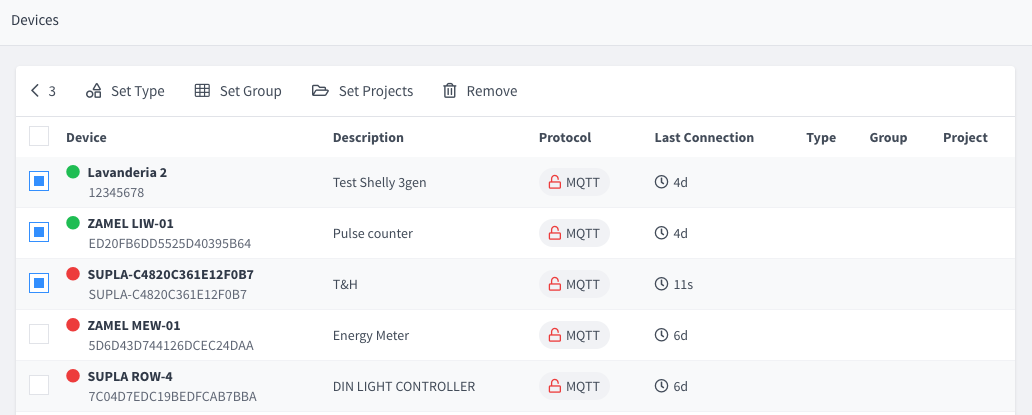 Devices
3 Set Type Set Group Set Projects Remove
Device Description Protocol Last Connection Type Group Project
Lavanderia 2
12345678
Test Shelly 3gen MQTT 4d
ZAMEL LIW-01
ED20FB6DD5525D40395B64
Pulse counter MQTT 4d
SUPLA-C4820C361E12F0B7
SUPLA-C4820C361E12F0B7
T&H MQTT 11s
ZAMEL MEW-01
5D6D43D744126DCEC24DAA
Energy Meter MQTT 6d
SUPLA ROW-4
7C04D7EDC19BEDFCAB7BBA
DIN LIGHT CONTROLLER MQTT 6d